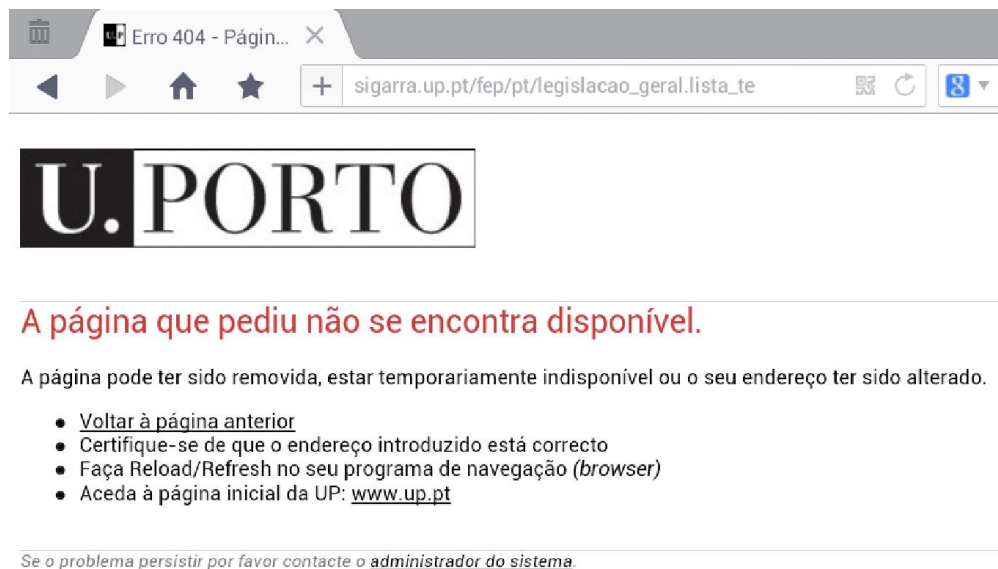 Erro 404 - Págin...
sigarra.up.pt/fep/pt/legislacao_geral.lista_te
8
U. PORTO
A página que pediu não se encontra disponível.
A página pode ter sido removida, estar temporariamente indisponível ou o seu endereço ter sido alterado.
Voltar à página anterior
Certifique-se de que o endereço introduzido está correcto
Faça Reload/Refresh no seu programa de navegação (browser)
Aceda à página inicial da UP: www.up.pt
Se o problema persistir por favor contacte o administrador do sistema.